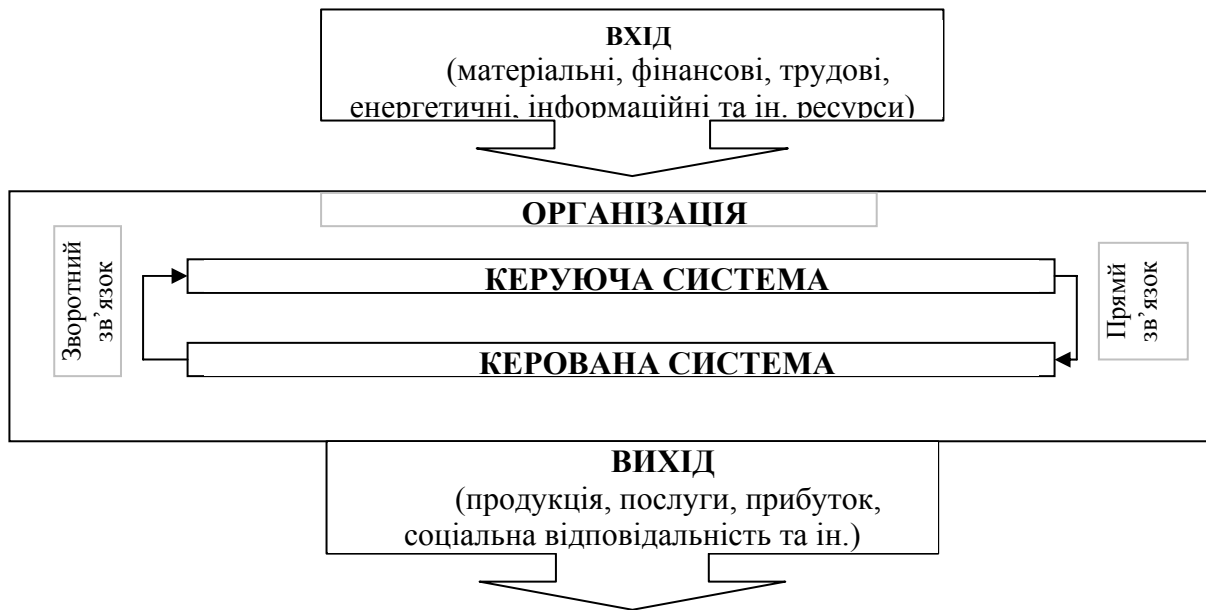 ВХІД
(матеріальні, фінансові, трудові,
енергетичні, інформаційні та ін. ресурси)
ОРГАНІЗАЦІЯ
Зворотний
зв’язок
КЕРУЮЧА СИСТЕМА
Прямй
зв’язок
КЕРОВАНА СИСТЕМА
ВИХІД
(продукція, послуги, прибуток,
соціальна відповідальність та ін.)